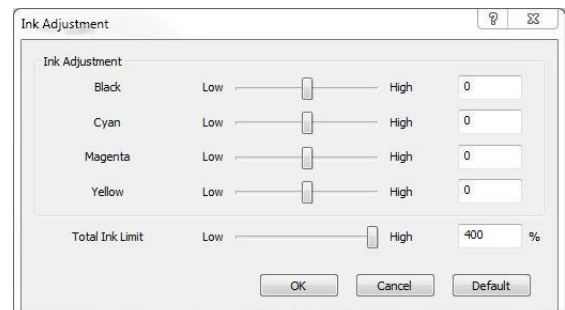 Ink Adjustment
Ink Adjustment
Black Low High 0
Cyan Low High 0
Magenta Low High 0
Yellow Low High 0
Total Ink Limit Low High 400 %
OK Cancel Default